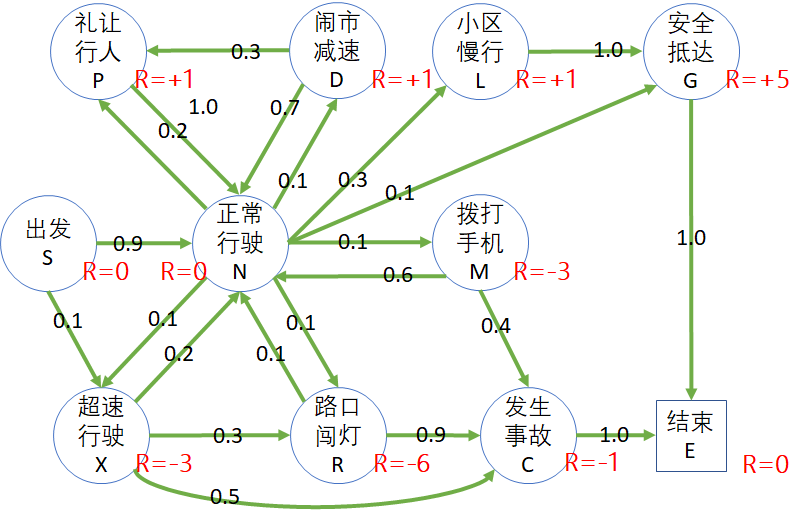 礼让
行人
P
R=+1
0.3
闹市
减速
D
R=+1
小区
慢行
L
R=+1
1.0
安全
抵达
G
R=+5
1.0
0.2
0.7
0.1
0.3
0.1
1.0
出发
S
R=0
0.9
正常
行驶
N
R=0
0.1
0.6
拨打
手机
M
R=-3
0.1
0.1
0.2
0.1
0.1
0.4
超速
行驶
X
R=-3
0.3
路口
闯灯
R
R=-6
0.9
发生
事故
C
R=-1
1.0
结束
E
R=0
0.5